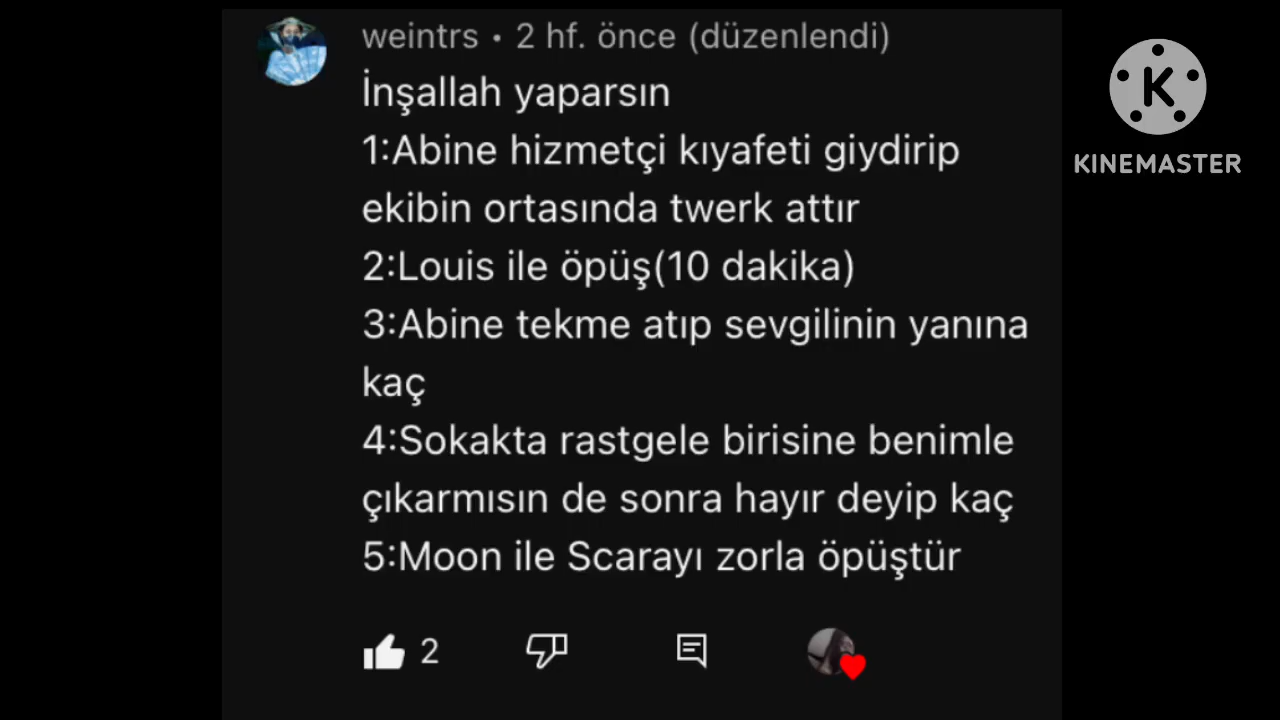 weintrs • 2 hf. önce (düzenlendi)
İnşallah yaparsın
1:Abine hizmetçi kıyafeti giydirip
ekibin ortasında twerk attır
2:Louis ile öpüş(10 dakika)
3:Abine tekme atıp sevgilinin yanına
kaç
4:Sokakta rastgele birisine benimle
çıkarmısın de sonra hayır deyip kaç
5:Moon ile Scarayı zorla öpüştür
2
K
KINEMASTER